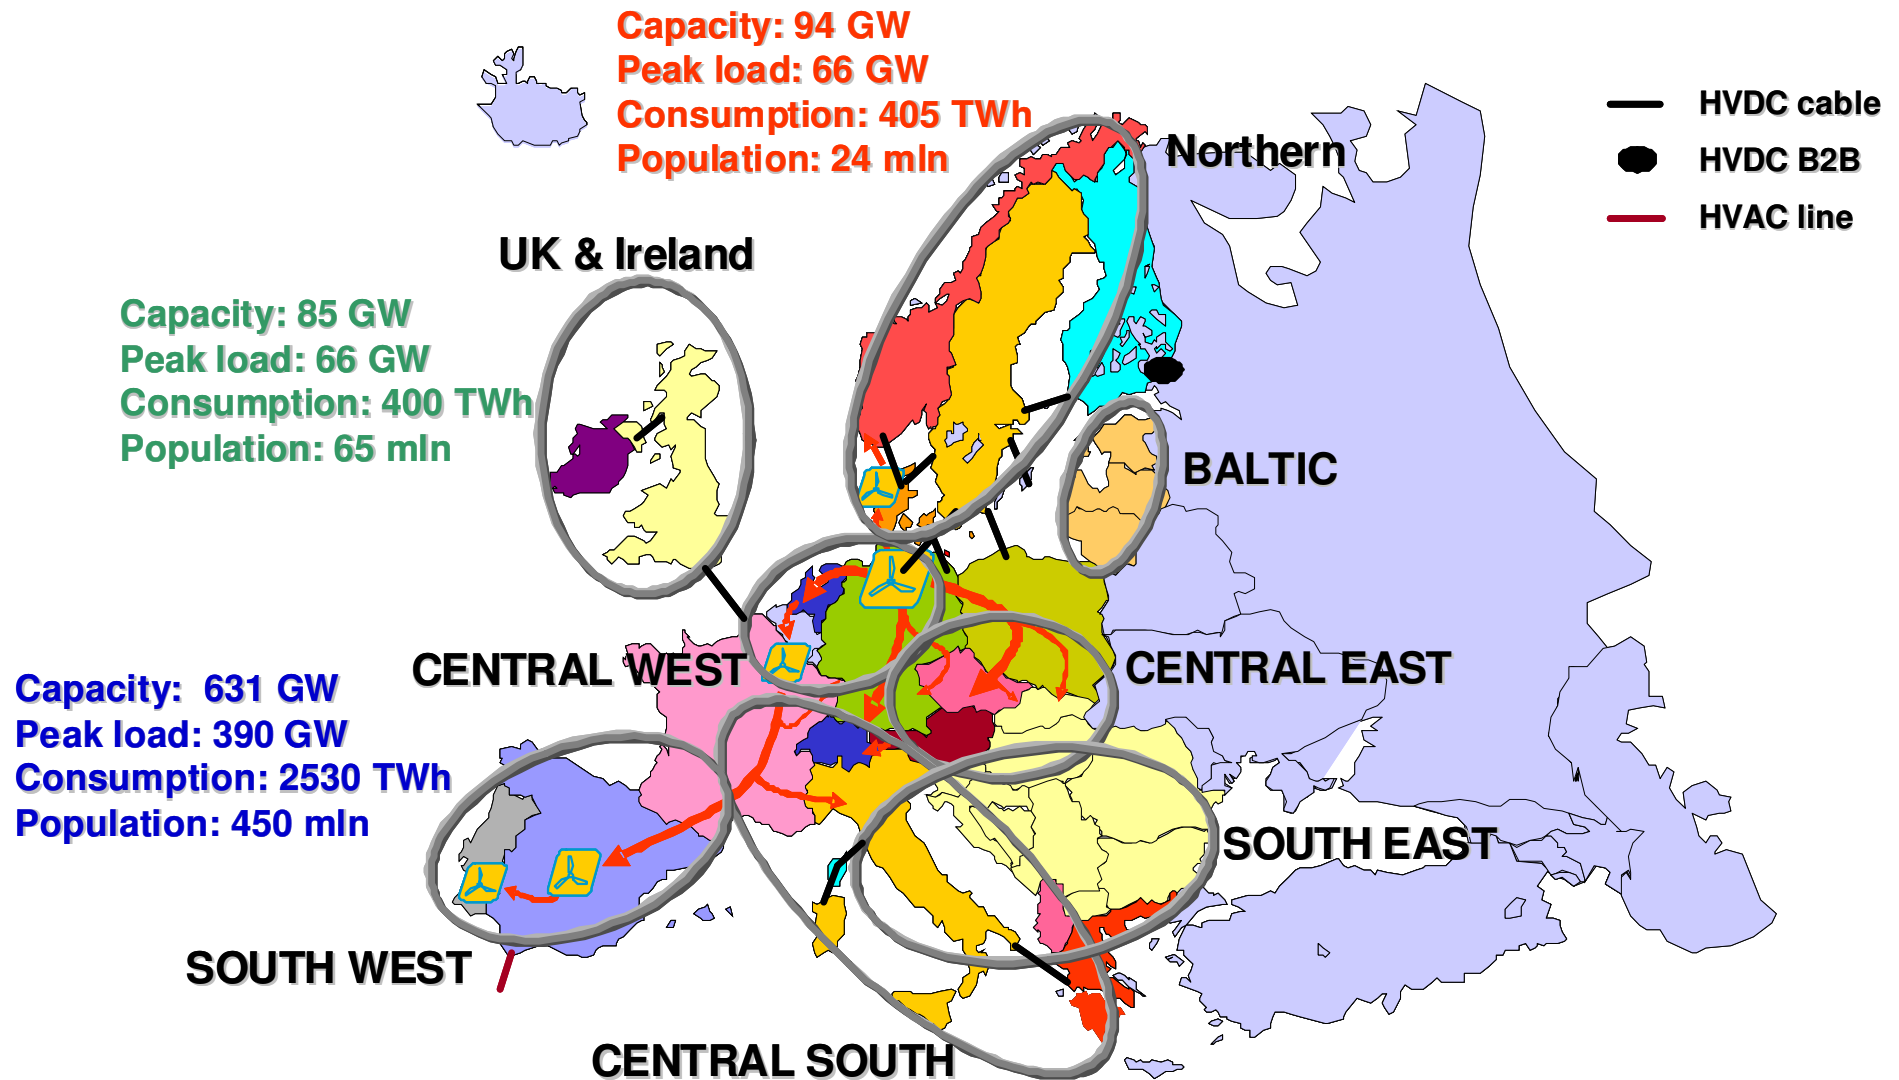 Capacity: 94 GW
Peak load: 66 GW
Consumption: 405 TWh
Population: 24 mln
HVDC cable
HVDC B2B
HVAC line
Northern
UK & Ireland
Capacity: 85 GW
Peak load: 66 GW
Consumption: 400 TWh
Population: 65 mln
BALTIC
CENTRAL WEST
CENTRAL EAST
Capacity:  631 GW
Peak load: 390 GW
Consumption: 2530 TWh
Population: 450 mln
SOUTH EAST
SOUTH WEST
CENTRAL SOUTH